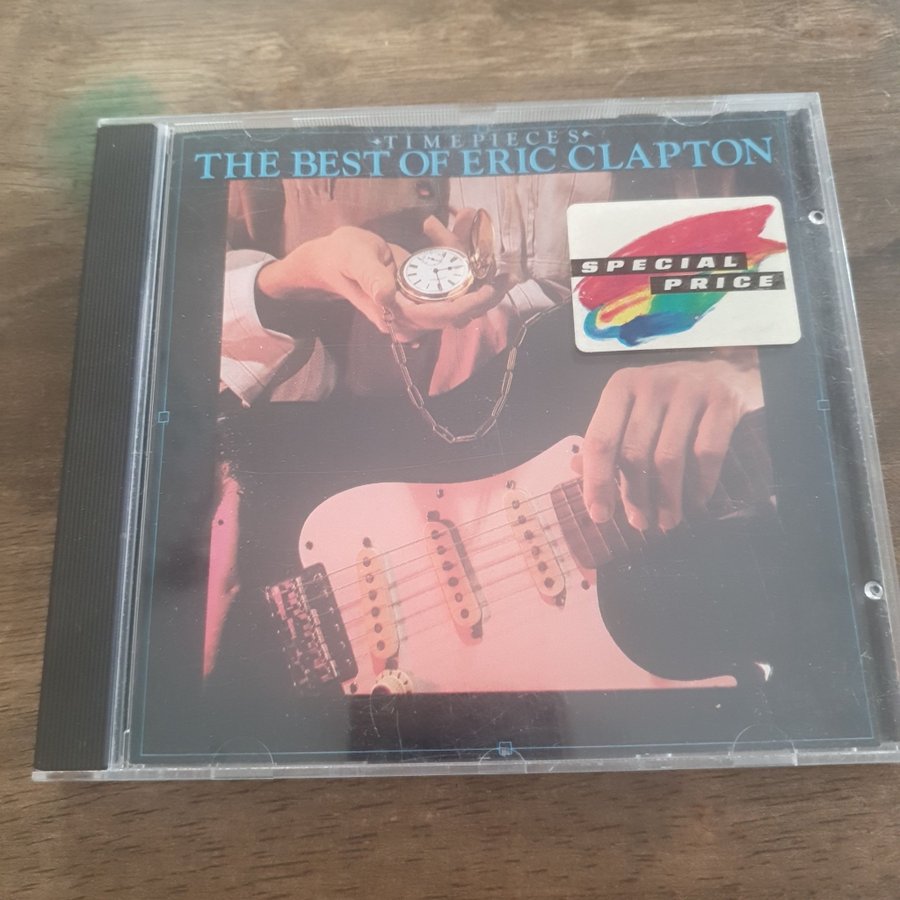 TIMEPIECES
THE BEST OF ERIC CLAPTON
SPECIAL
PRICE